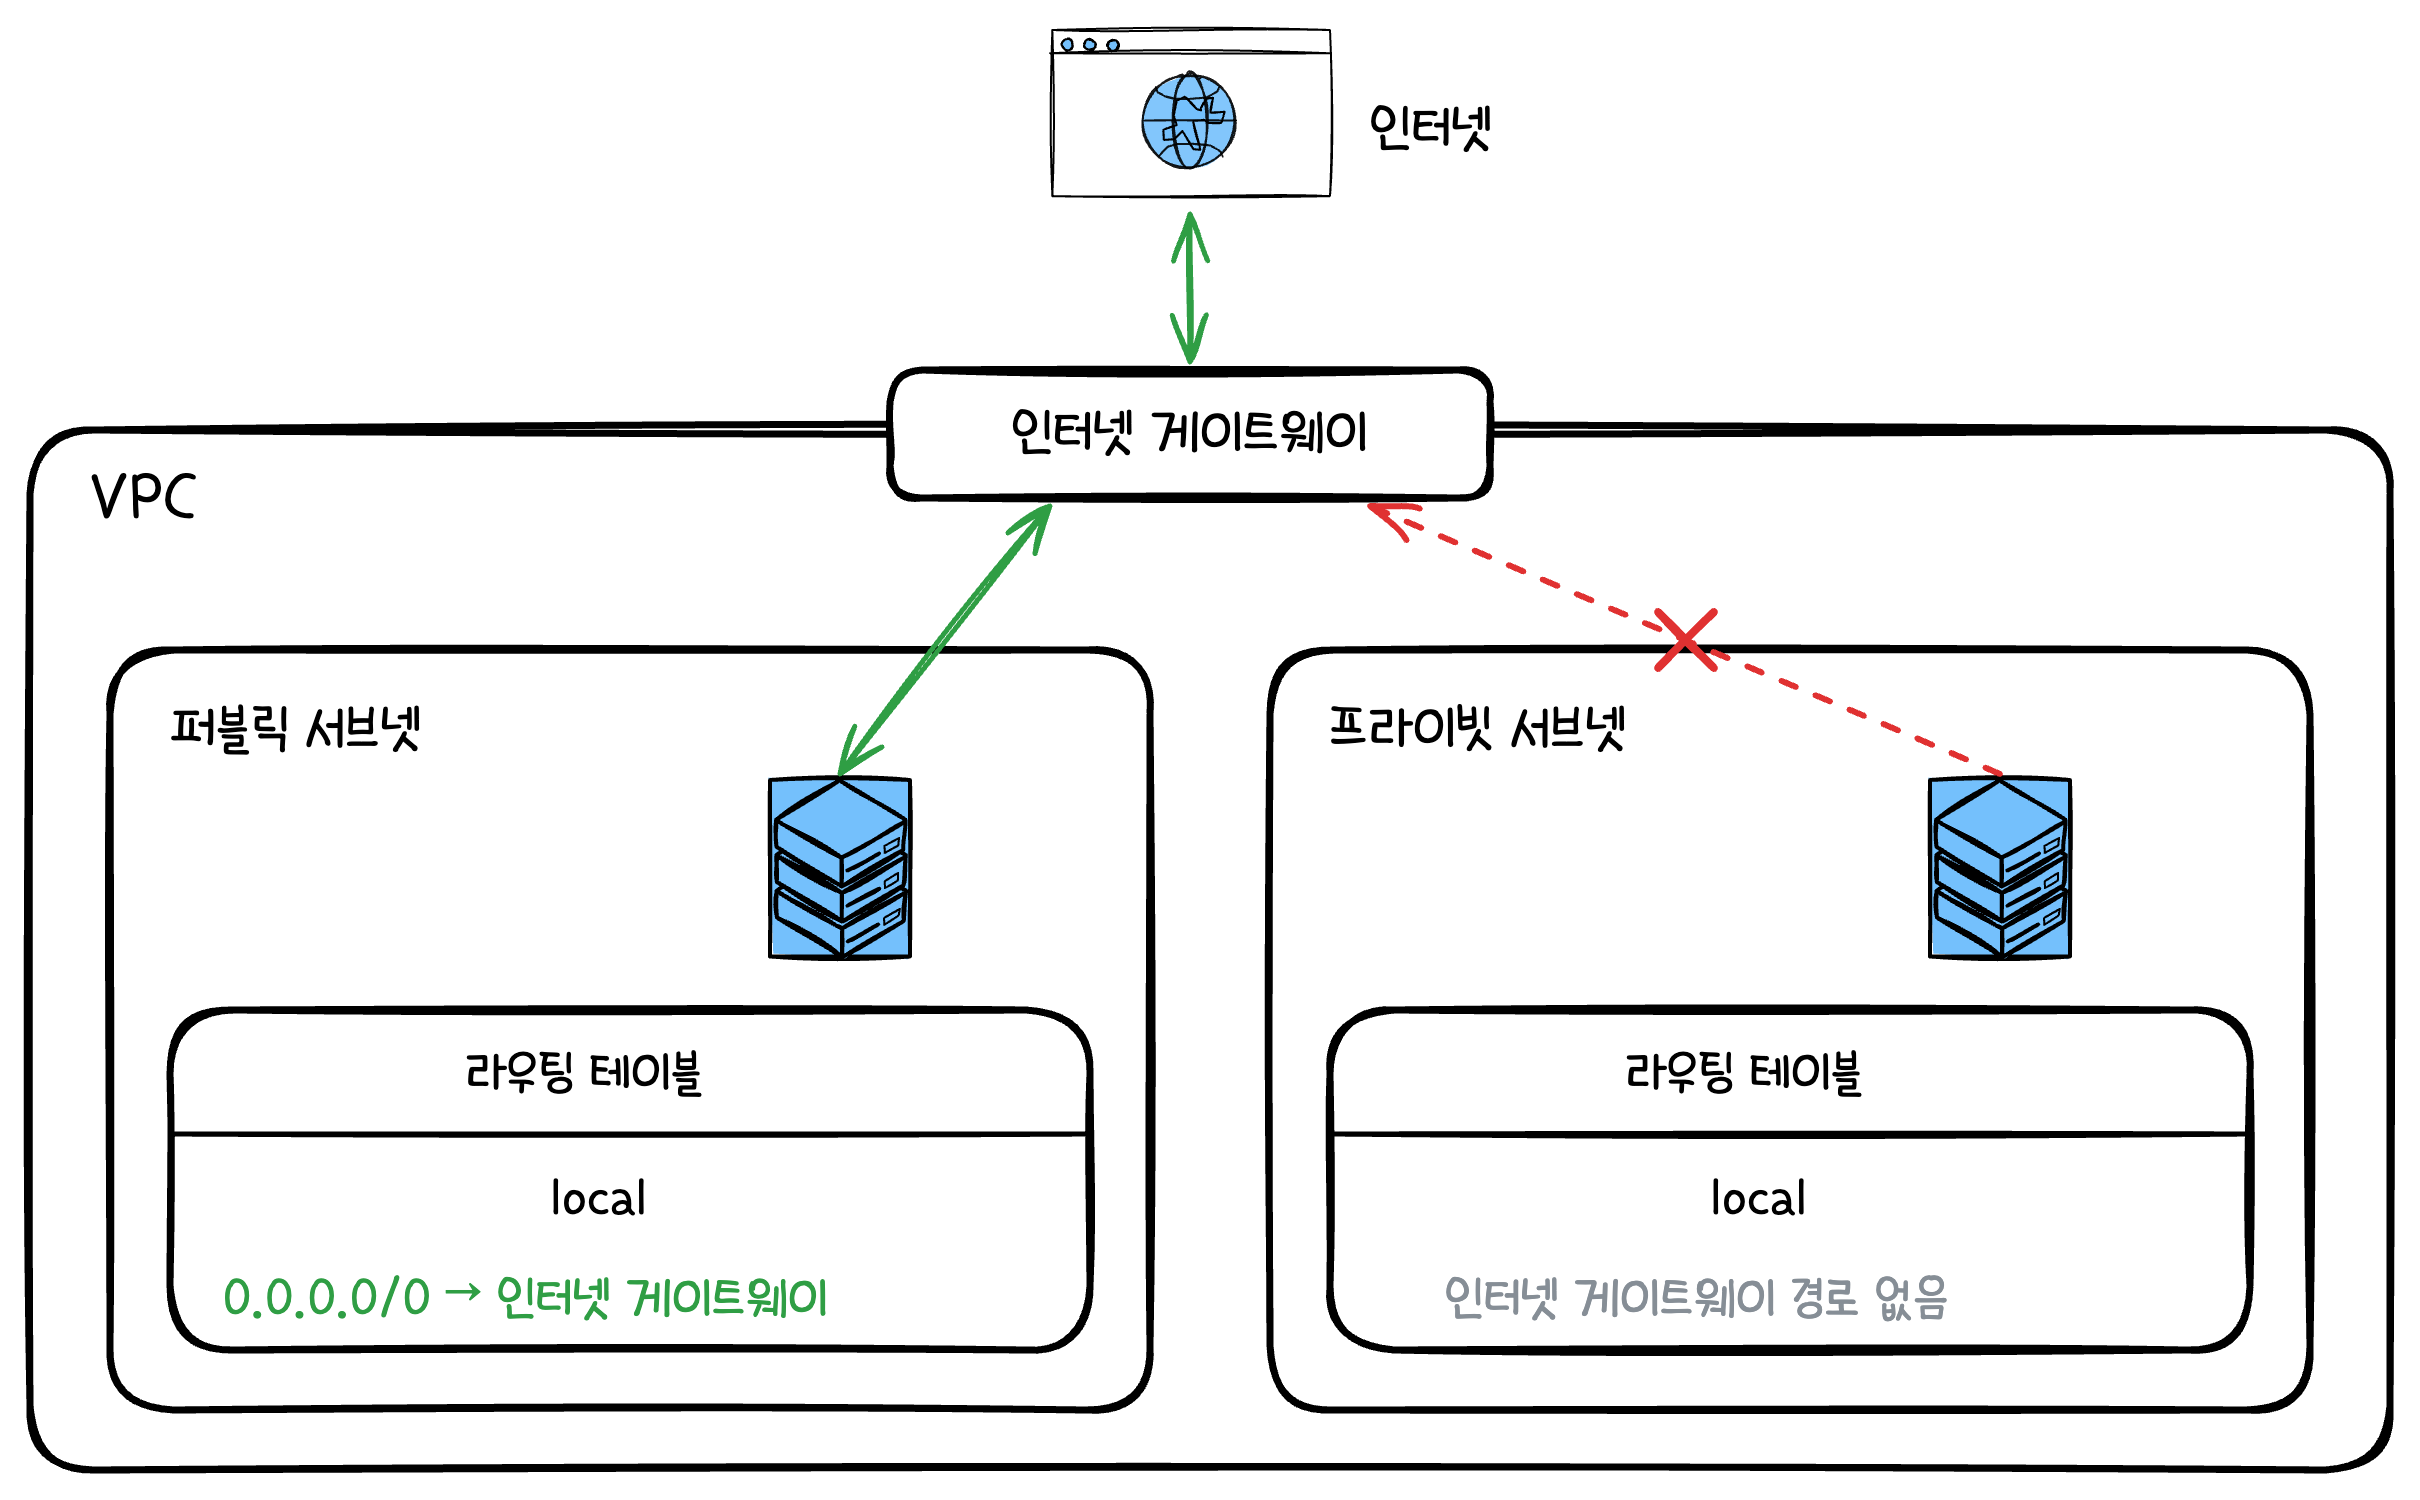 인터넷
인터넷 게이트웨이
VPC
퍼블릭 서브넷
라우팅 테이블
local
0.0.0.0/0 → 인터넷 게이트웨이
프라이빗 서브넷
라우팅 테이블
local
인터넷 게이트웨이 경로 없음